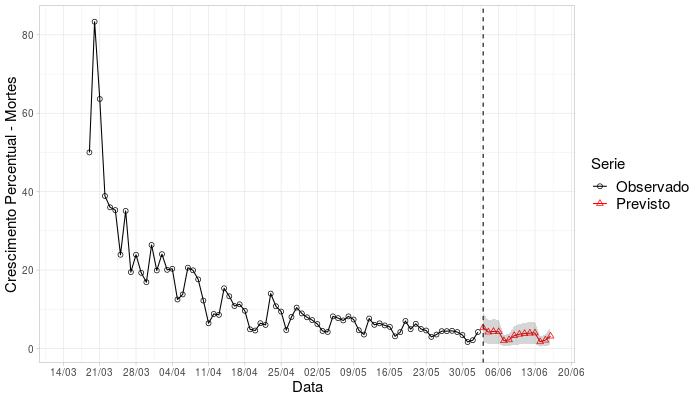 Crescimento Percentual - Mortes
80
60
40
20
0
14/03 21/03 28/03 04/04 11/04 18/04 25/04 02/05 09/05 16/05 23/05 30/05 06/06 13/06 20/06
Data
Serie
Observado
Previsto